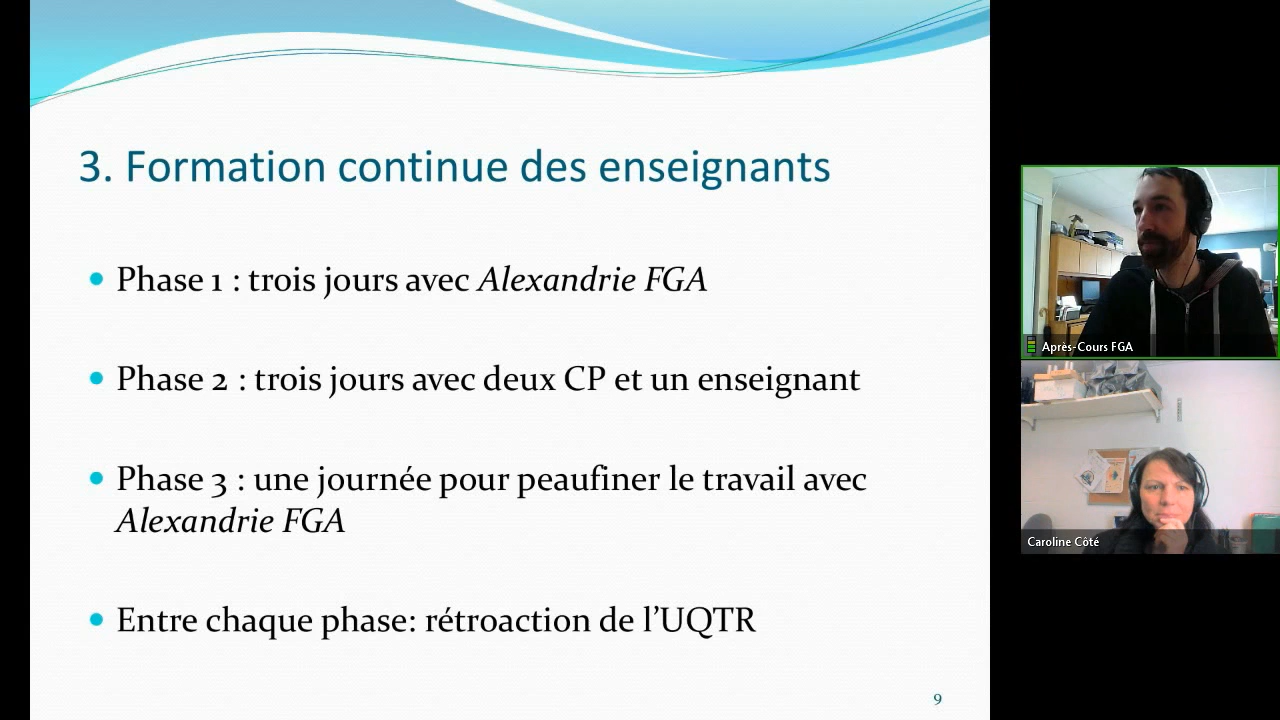 3. Formation continue des enseignants
• Phase 1 : trois jours avec Alexandrie FGA
• Phase 2 : trois jours avec deux CP et un enseignant
• Phase 3 : une journée pour peaufiner le travail avec
Alexandrie FGA
• Entre chaque phase: rétroaction de l’UQTR
9
Après-Cours FGA
Caroline Côté